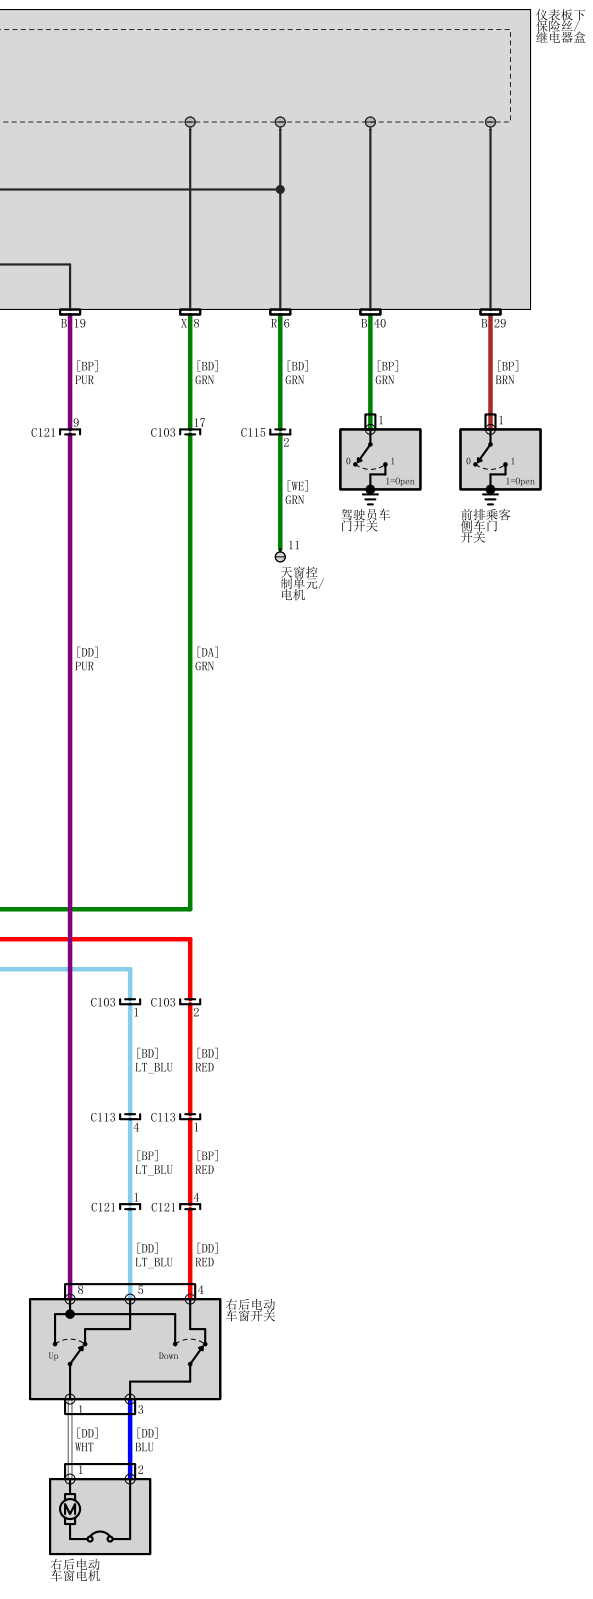 仪表板下
保险丝/
继电器盒
B 19
X 8
R 6
B 40
B 29
[BP]
PUR
[BD]
GRN
[BD]
GRN
[BP]
GRN
[BP]
BRN
9
C121
17
C103
C115
2
1
0
1
1=Open
驾驶员车
门开关
1
0
1
1=Open
前排乘客
侧车门
开关
[WE]
GRN
11
天窗控
制单元/
电机
[DD]
PUR
[DA]
GRN
C103
1
C103
2
[BD]
LT_BLU
[BD]
RED
C113
4
C113
1
[BP]
LT_BLU
[BP]
RED
1
C121
4
C121
[DD]
LT_BLU
[DD]
RED
8
5
4
右后电动
车窗开关
Up
Down
1
3
[DD]
WHT
[DD]
BLU
1
2
M
右后电动
车窗电机